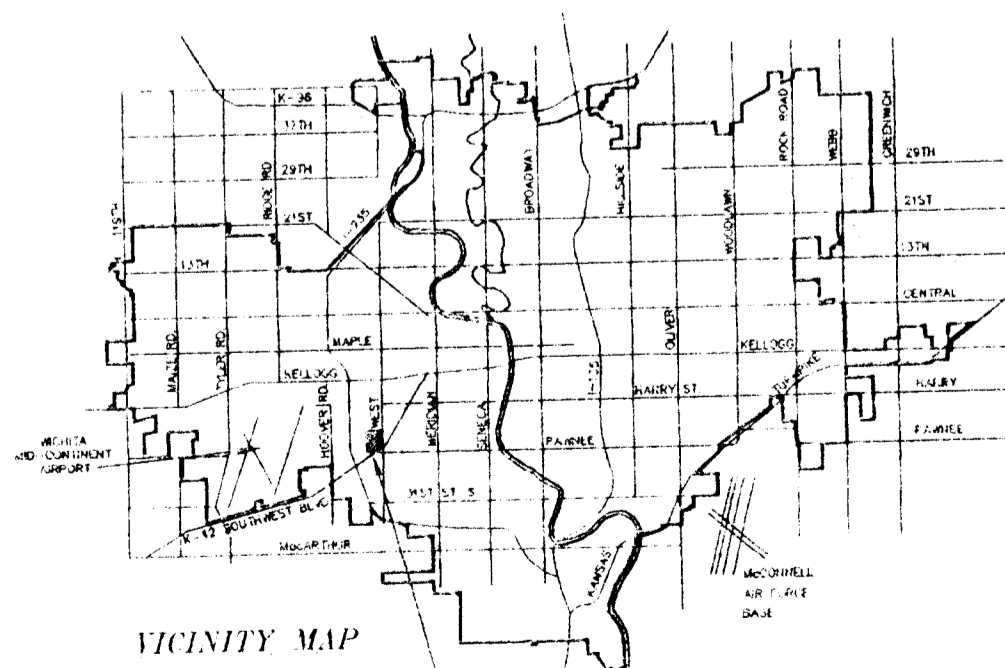 K-96
37TH
29TH
21ST
13TH
119TH
RIDGE RD
I-235
BROADWAY
HILLSIDE
WOODLAWN
ROCK ROAD
WEBB
GREENWICH
29TH
21ST
13TH
CENTRAL
MAPLE
KELLOGG
MAIZE RD.
TYLER RD
KELLOGG
HOOVER RD.
WEST
MERIDIAN
SENECA
I-135
OLIVER
HARRY ST
TURNPIKE
HARRY
PAWNEE
PAWNEE
WICHITA
MID-CONTINENT
AIRPORT
31ST ST S
K-42 SOUTHWEST BLVD
McARTHUR
KANSAS
McCONNELL
AIR FORCE
BASE
VICINITY MAP